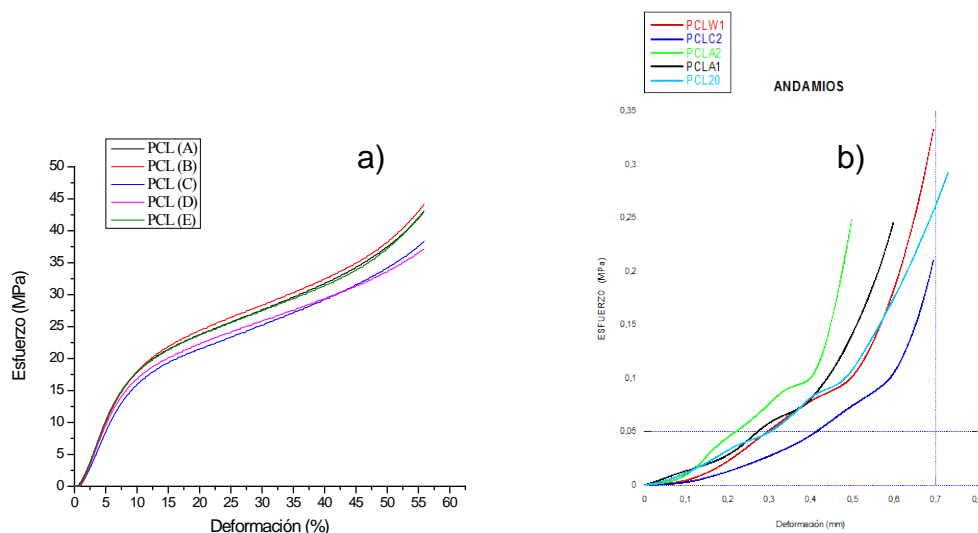 a)
PCL (A)
PCL (B)
PCL (C)
PCL (D)
PCL (E)
50
45
40
35
30
25
20
15
10
5
0
Esfuerzo (MPa)
0 5 10 15 20 25 30 35 40 45 50 55 60
Deformación (%)
PCLW1
PCLC2
PCLA2
PCLA1
PCL20
ANDAMIOS
b)
0,35
0,3
0,25
0,2
0,15
0,1
0,05
0
ESFUERZO (MPa)
0 0,1 0,2 0,3 0,4 0,5 0,6 0,7 0,
Deformación (mm)